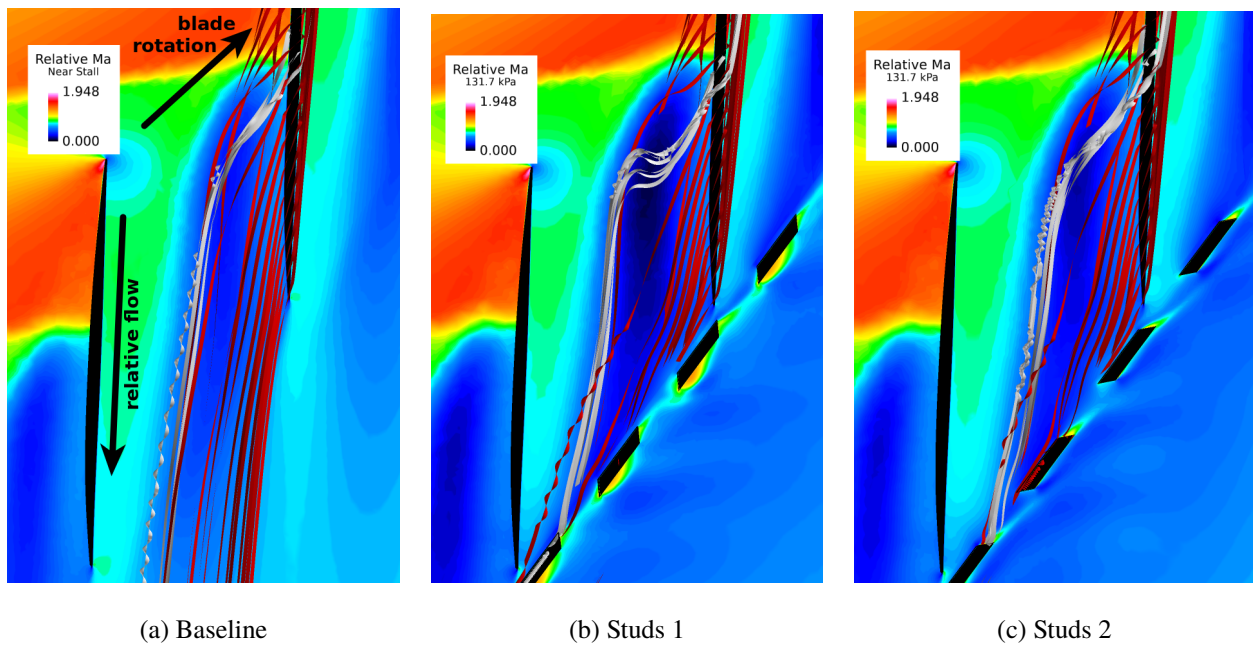 blade
rotation
Relative Ma
Near Stall
1.948
0.000
relative flow
Relative Ma
131.7 kPa
1.948
0.000
Relative Ma
131.7 kPa
1.948
0.000
(a) Baseline
(b) Studs 1
(c) Studs 2